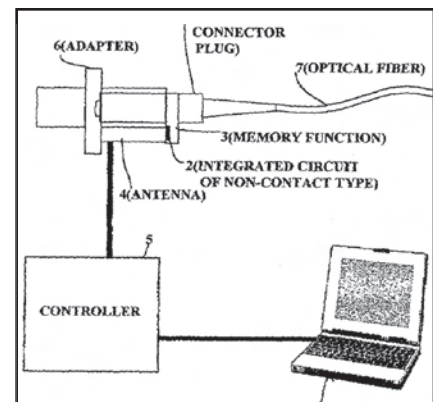 6(ADAPTER)
CONNECTOR
PLUG)
7(OPTICAL FIBER)
3(MEMORY FUNCTION)
2(INTEGRATED CIRCUIT
OF NON-CONTACT TYPE)
4(ANTENNA)
5
CONTROLLER